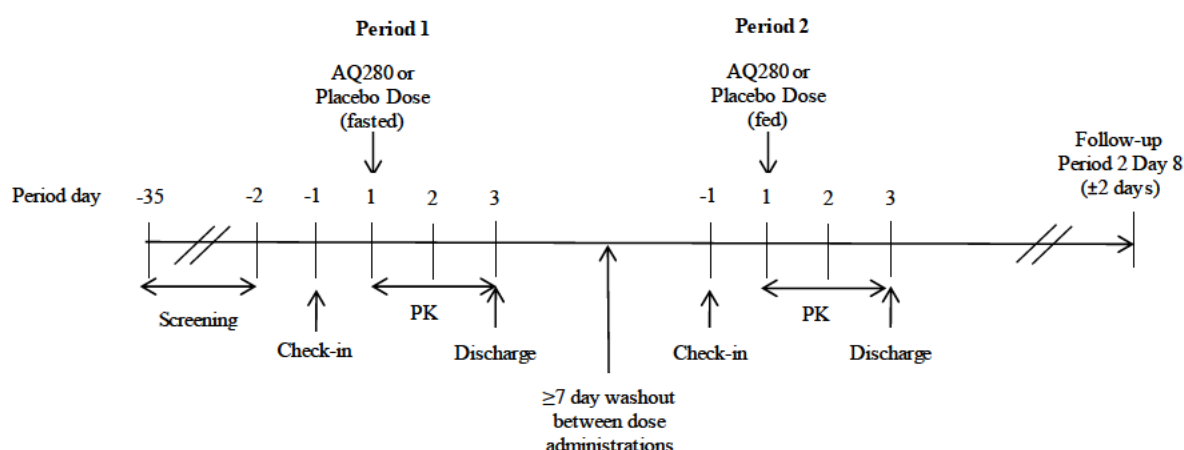 Period 1
AQ280 or
Placebo Dose
(fasted)
Period 2
AQ280 or
Placebo Dose
(fed)
Follow-up
Period 2 Day 8
(±2 days)
Period day -35 -2 -1 1 2 3 -1 1 2 3
Screening
PK
PK
Check-in
Discharge
Check-in
Discharge
≥7 day washout
between dose
administrations